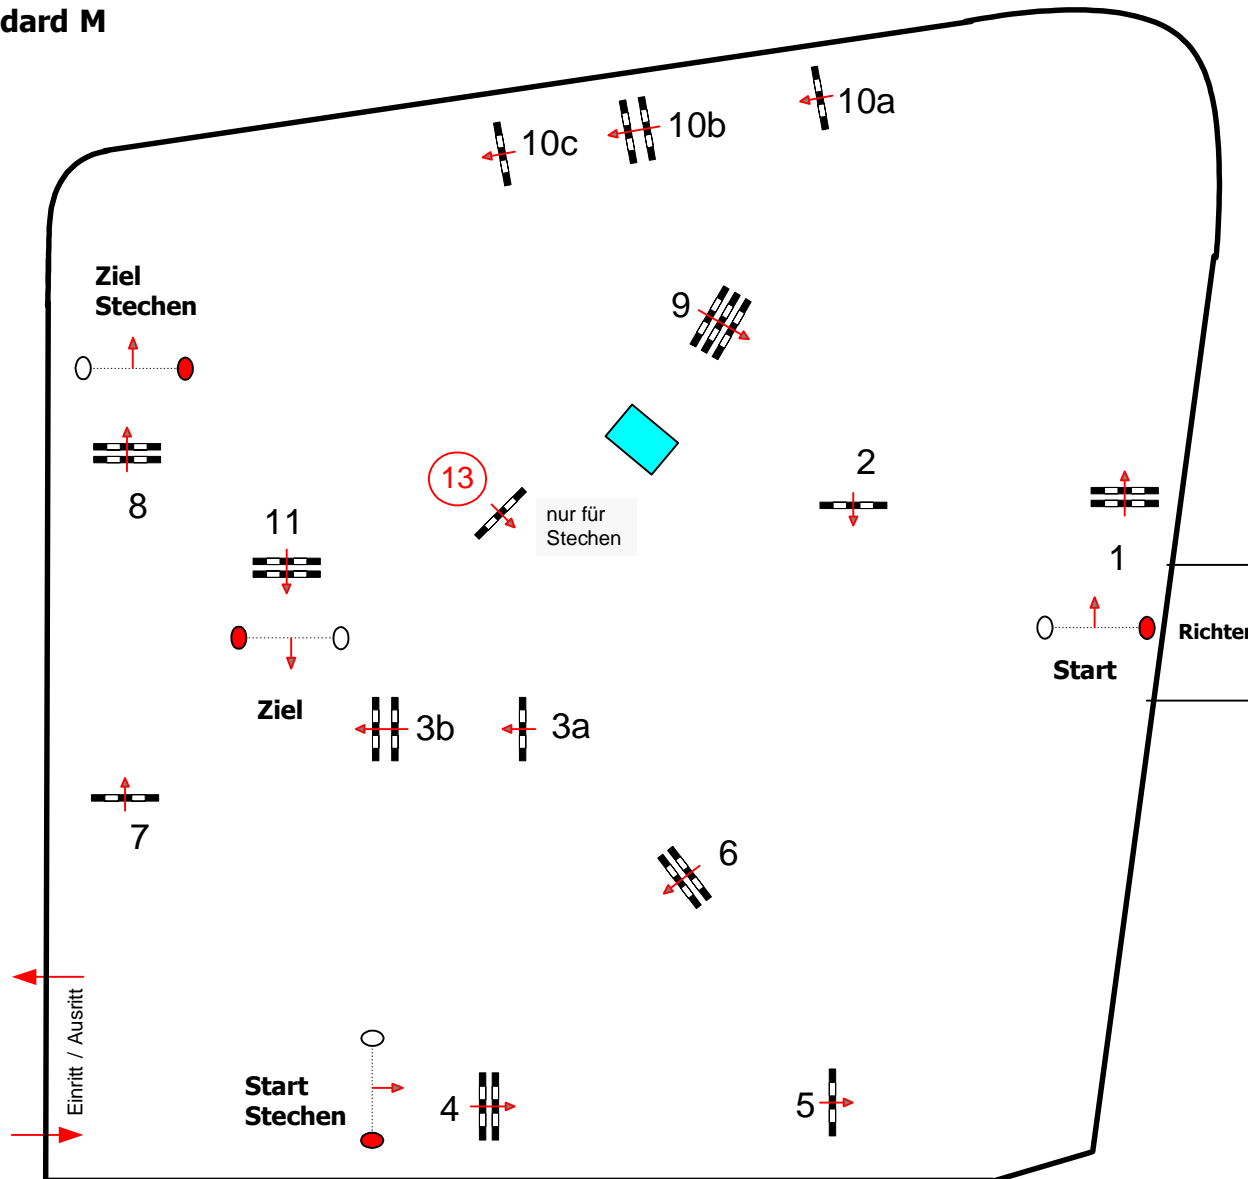 dard M
10a
10b
10c
Ziel
Stechen
9
2
13
8
nur für
Stechen
11
1
Richter
Start
Ziel
3b
3a
7
6
Einritt / Ausritt
Start
Stechen
4
5